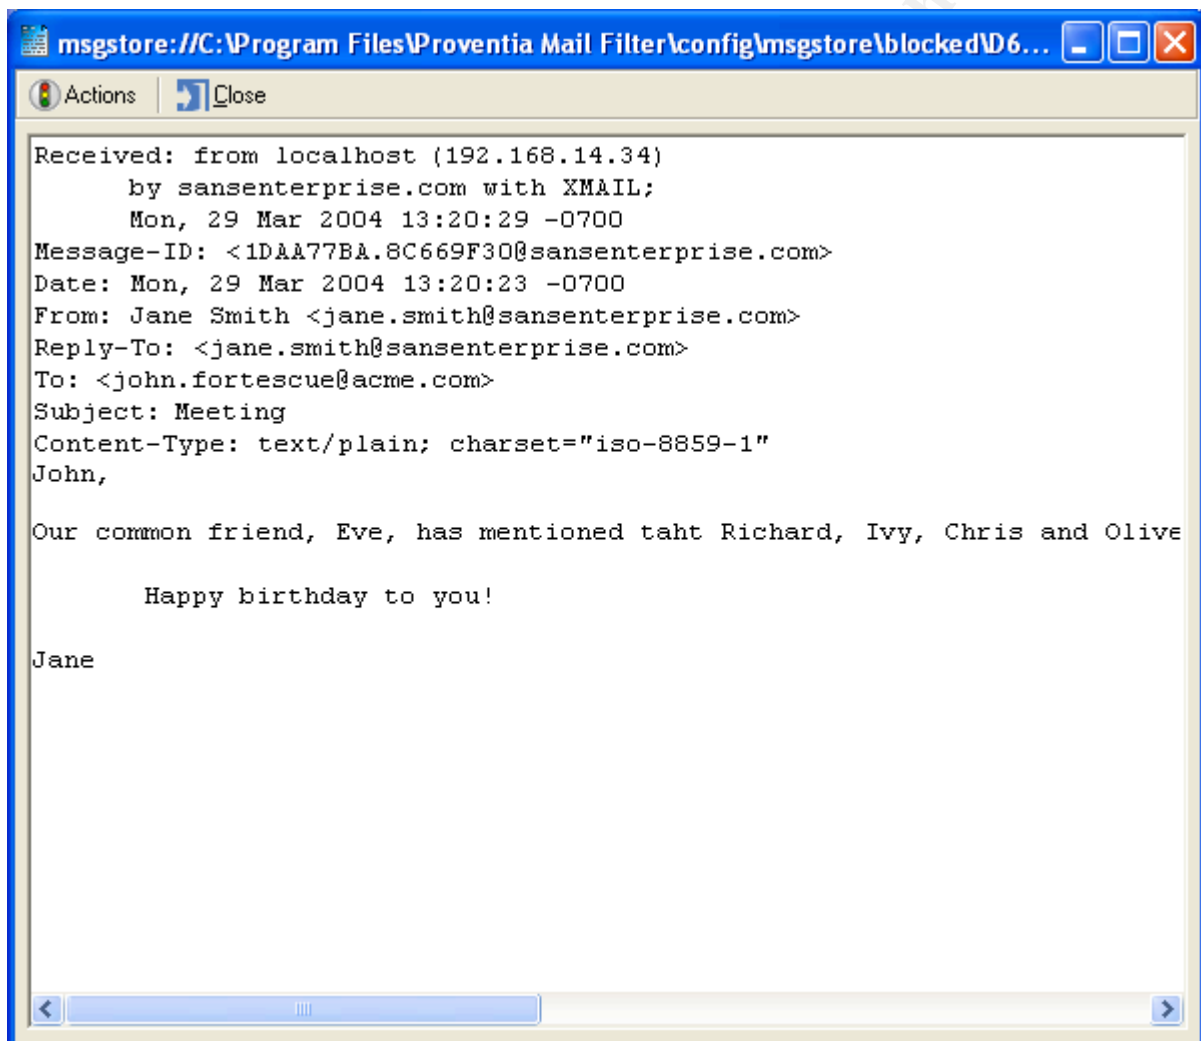 msgstore://C:\Program Files\Proventia Mail Filter\config\msgstore\blocked\D6...
Actions Close
Received: from localhost (192.168.14.34)
by sansenterprise.com with XMAIL;
Mon, 29 Mar 2004 13:20:29 -0700
Message-ID: <1DAA77BA.8C669F30@sansenterprise.com>
Date: Mon, 29 Mar 2004 13:20:23 -0700
From: Jane Smith <jane.smith@sansenterprise.com>
Reply-To: <jane.smith@sansenterprise.com>
To: <john.fortescue@acme.com>
Subject: Meeting
Content-Type: text/plain; charset="iso-8859-1"
John,
Our common friend, Eve, has mentioned taht Richard, Ivy, Chris and Olive
Happy birthday to you!
Jane